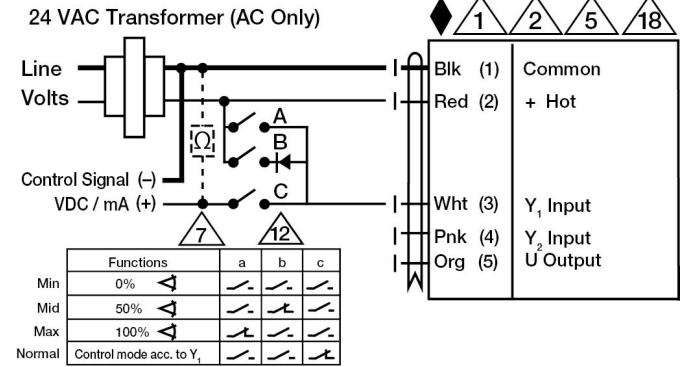 24 VAC Transformer (AC Only)
1 2 5 18
Line
Volts
Blk (1) Common
Red (2) + Hot
A
Ω
B
Control Signal (–)
VDC / mA (+)
C
Wht (3) Y₁ Input
Pnk (4) Y₂ Input
Org (5) U Output
7 12
Functions a b c
Min 0%
Mid 50%
Max 100%
Normal Control mode acc. to Y₁